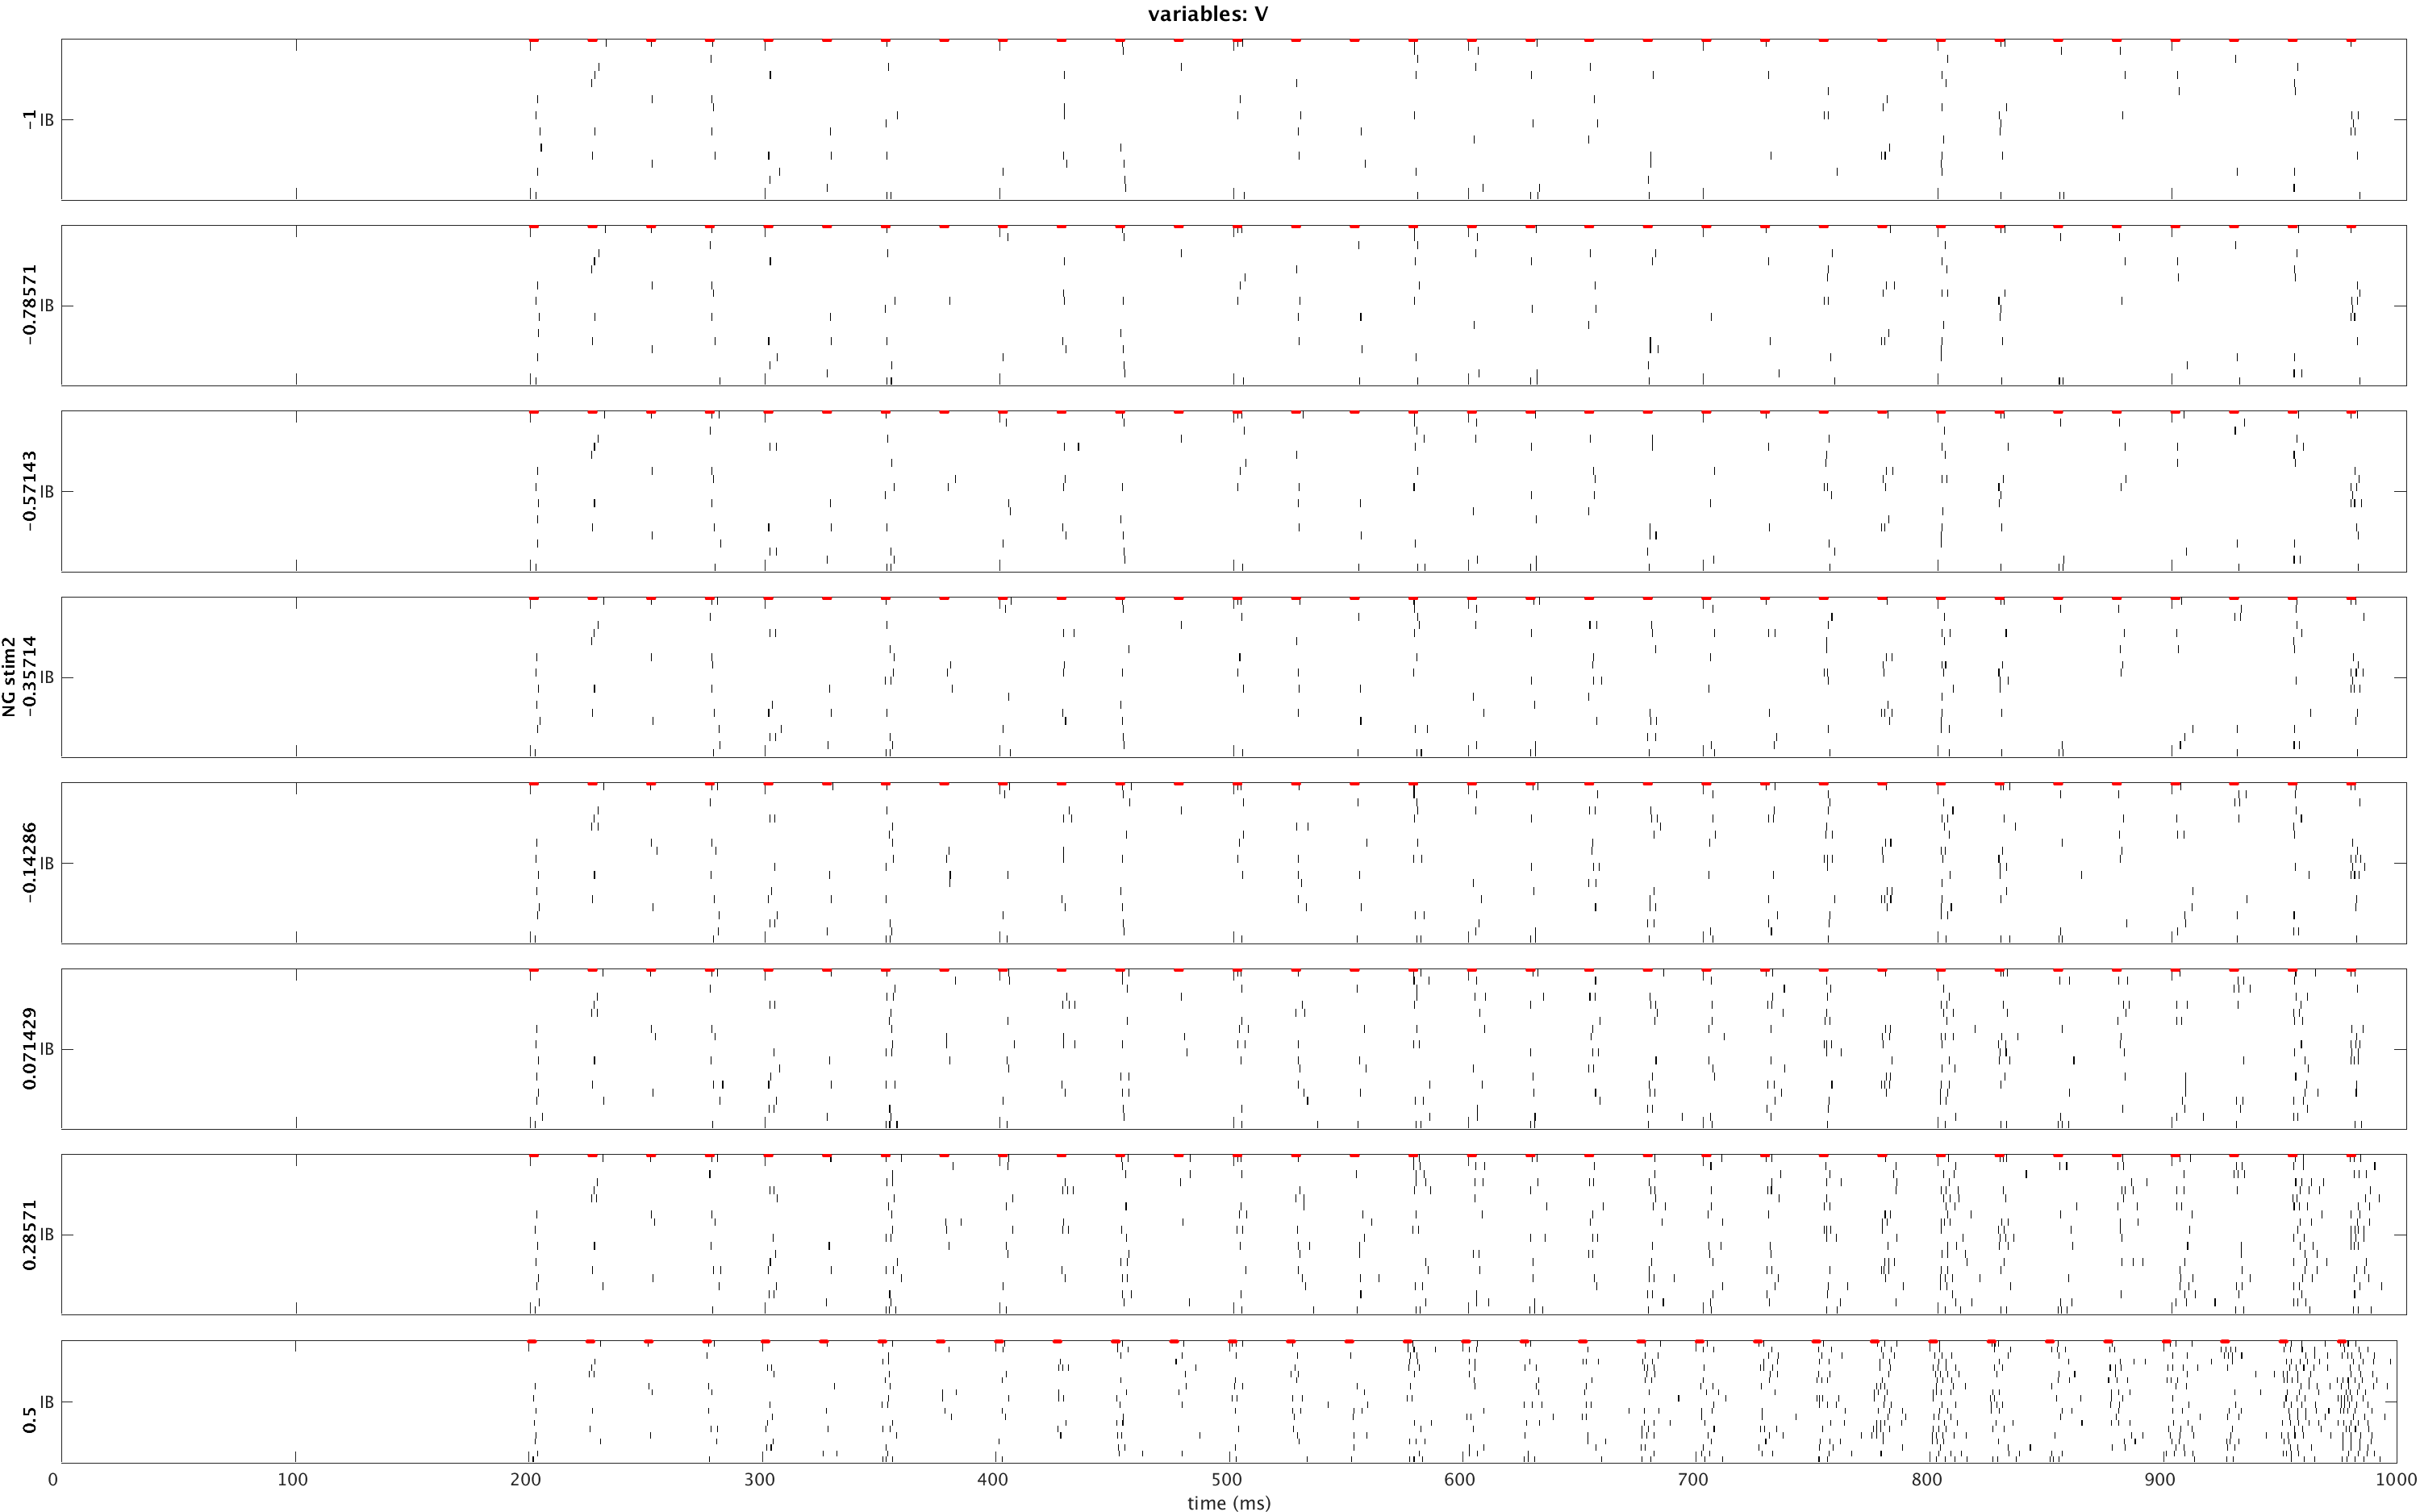 variables: V
−1
IB
−0.78571
IB
−0.57143
IB
NG stim2
−0.35714
IB
−0.14286
IB
0.071429
IB
0.28571
IB
0.5
IB
0 100 200 300 400 500 600 700 800 900 1000
time (ms)